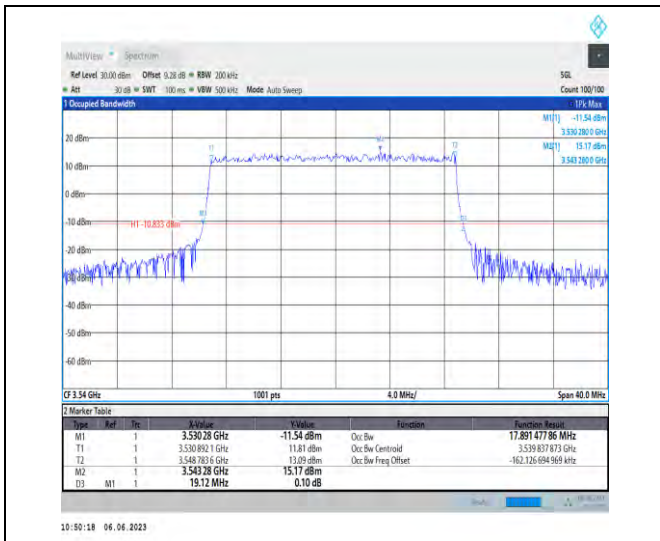 MultiView Spectrum
Ref Level 30.00 dBm Offset 9.28 dB RBW 200 kHz SGL
Att 30 dB SWT 100 ms VBW 500 kHz Mode Auto Sweep Count 100/100
1 Occupied Bandwidth 1Pk Max
M1[1] -11.54 dBm
3.530 280 0 GHz
M2[1] 15.17 dBm
3.543 280 0 GHz
T1 M2 T2
20 dBm
10 dBm
0 dBm
M1 D3
-10 dBm
H1 -10.833 dBm
-20 dBm
-30 dBm
-40 dBm
-50 dBm
-60 dBm
CF 3.54 GHz 1001 pts 4.0 MHz/ Span 40.0 MHz
2 Marker Table
Type Ref Trc X-Value Y-Value Function Function Result
M1 1 3.530 28 GHz -11.54 dBm Occ Bw 17.891 477 86 MHz
T1 1 3.530 892 1 GHz 11.81 dBm Occ Bw Centroid 3.539 837 873 GHz
T2 1 3.548 783 6 GHz 13.09 dBm Occ Bw Freq Offset -162.126 694 969 kHz
M2 1 3.543 28 GHz 15.17 dBm
D3 M1 1 19.12 MHz 0.10 dB
10:50:18 06.06.2023